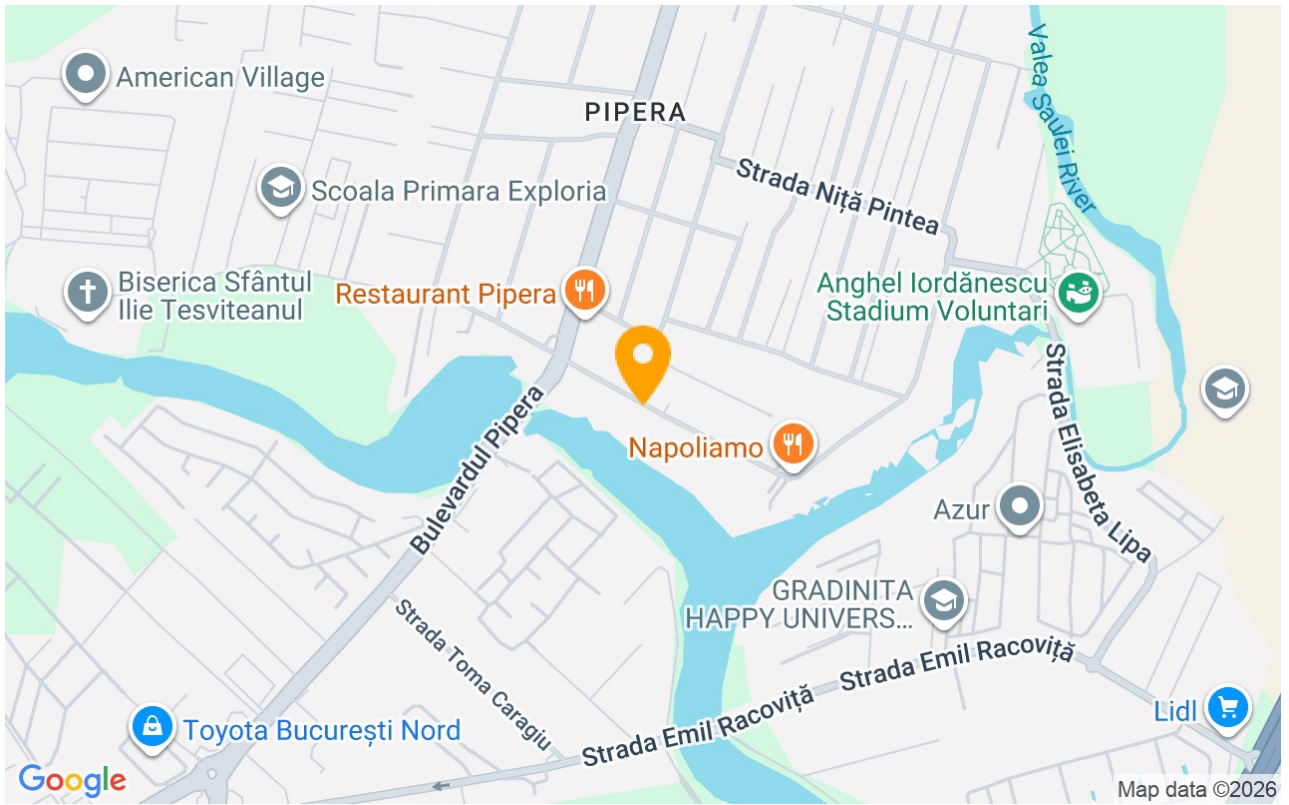 American Village
PIPERA
Valea Saulei River
Strada Niță Pintea
Scoala Primara Exploria
Biserica Sfântul
Ilie Tesviteanul
Restaurant Pipera
Anghel Iordănescu
Stadium Voluntari
Bulevardul Pipera
Strada Elisabeta Lipa
Napoliamo
Azur
GRADINITA
HAPPY UNIVERS...
Strada Toma Caragiu
Strada Emil Racoviță
Strada Emil Racoviță
Toyota București Nord
Lidl
Google
Map data ©2026